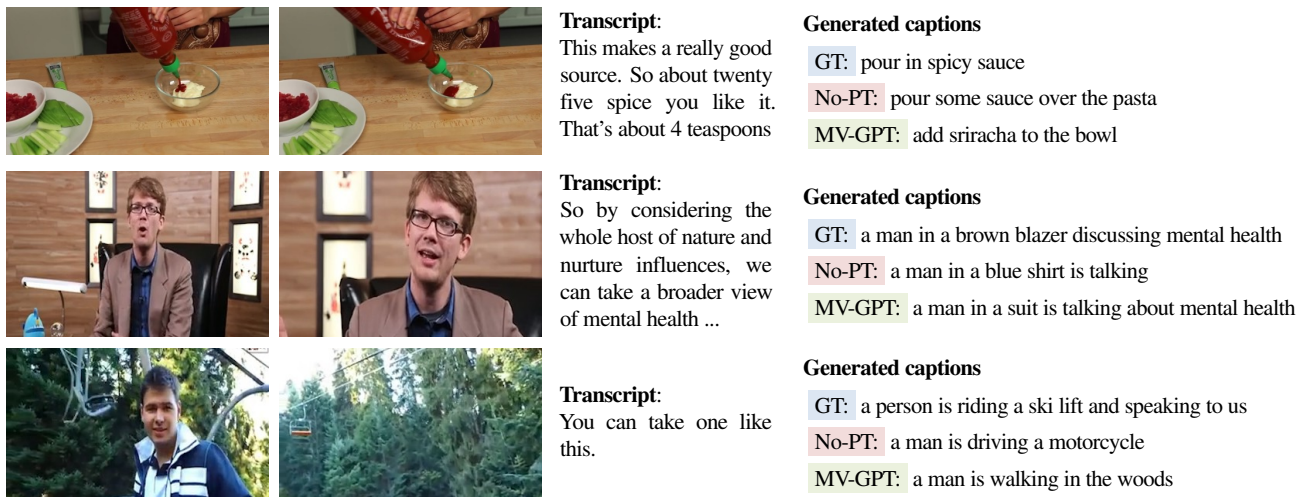 Transcript:
This makes a really good
source. So about twenty
five spice you like it.
That's about 4 teaspoons
Generated captions
GT: pour in spicy sauce
No-PT: pour some sauce over the pasta
MV-GPT: add sriracha to the bowl
Transcript:
So by considering the
whole host of nature and
nurture influences, we
can take a broader view
of mental health ...
Generated captions
GT: a man in a brown blazer discussing mental health
No-PT: a man in a blue shirt is talking
MV-GPT: a man in a suit is talking about mental health
Transcript:
You can take one like
this.
Generated captions
GT: a person is riding a ski lift and speaking to us
No-PT: a man is driving a motorcycle
MV-GPT: a man is walking in the woods